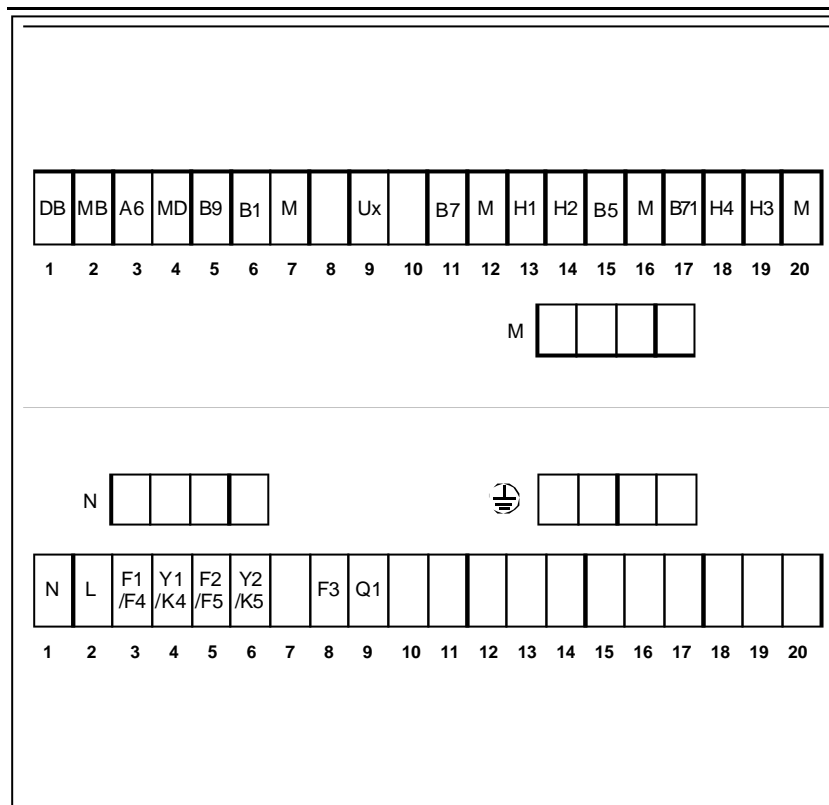 DB MB A6 MD B9 B1 M Ux B7 M H1 H2 B5 M B71 H4 H3 M
1 2 3 4 5 6 7 8 9 10 11 12 13 14 15 16 17 18 19 20
M
N
N L F1 /F4 Y1 /K4 F2 /F5 Y2 /K5 F3 Q1
1 2 3 4 5 6 7 8 9 10 11 12 13 14 15 16 17 18 19 20